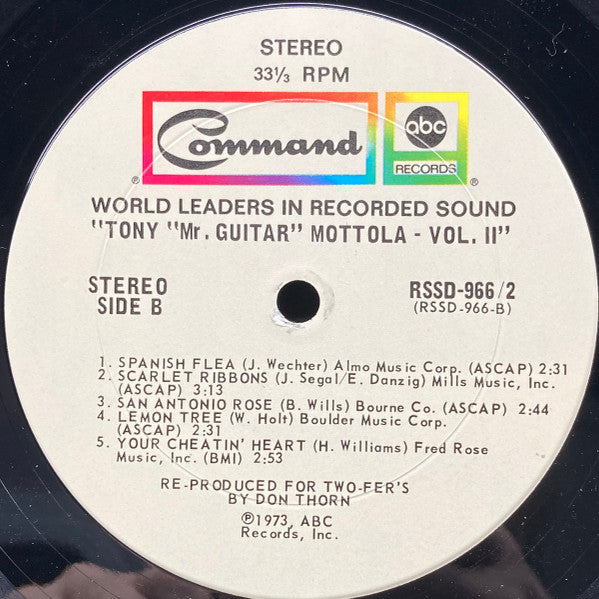 STEREO
33⅓ RPM
Command
abc
RECORDS
® ®
WORLD LEADERS IN RECORDED SOUND
"TONY "Mr. GUITAR" MOTTOLA - VOL. II"
STEREO
SIDE B
RSSD-966/2
(RSSD-966-B)
1. SPANISH FLEA (J. Wechter) Almo Music Corp. (ASCAP) 2:31
2. SCARLET RIBBONS (J. Segal/E. Danzig) Mills Music, Inc.
(ASCAP) 3:13
3. SAN ANTONIO ROSE (B. Wills) Bourne Co. (ASCAP) 2:44
4. LEMON TREE (W. Holt) Boulder Music Corp.
(ASCAP) 2:31
5. YOUR CHEATIN' HEART (H. Williams) Fred Rose
Music, Inc. (BMI) 2:53
RE-PRODUCED FOR TWO-FER'S
BY DON THORN
℗1973, ABC
Records, Inc.